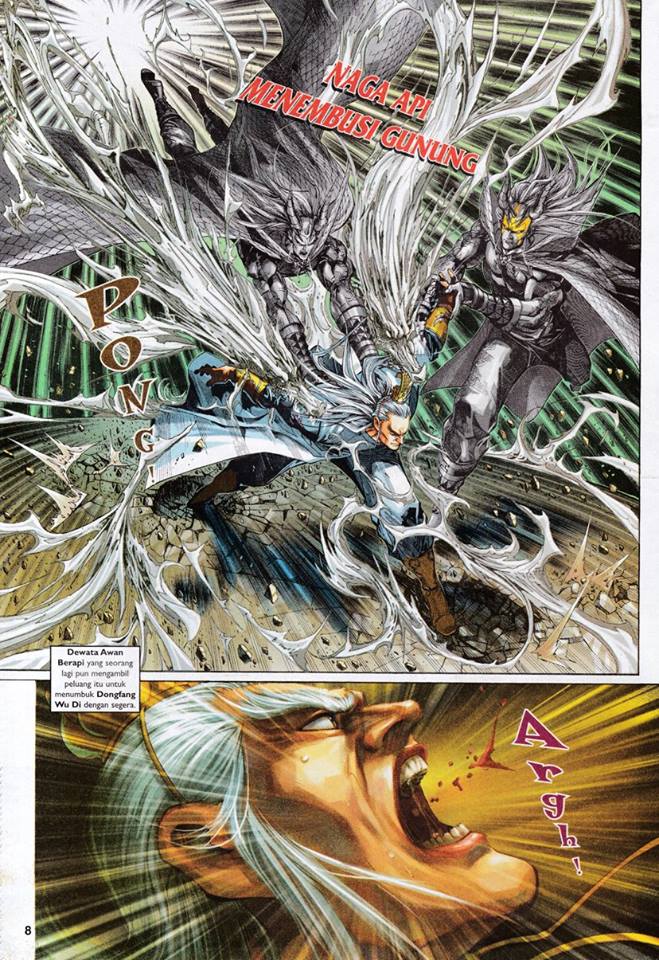 NAGA API
MENEMBUSI GUNUNG
PONG!
Dewata Awan
Berapi yang seorang
lagi pun mengambil
peluang itu untuk
menumbuk Dongfang
Wu Di dengan segera.
Argh!
8